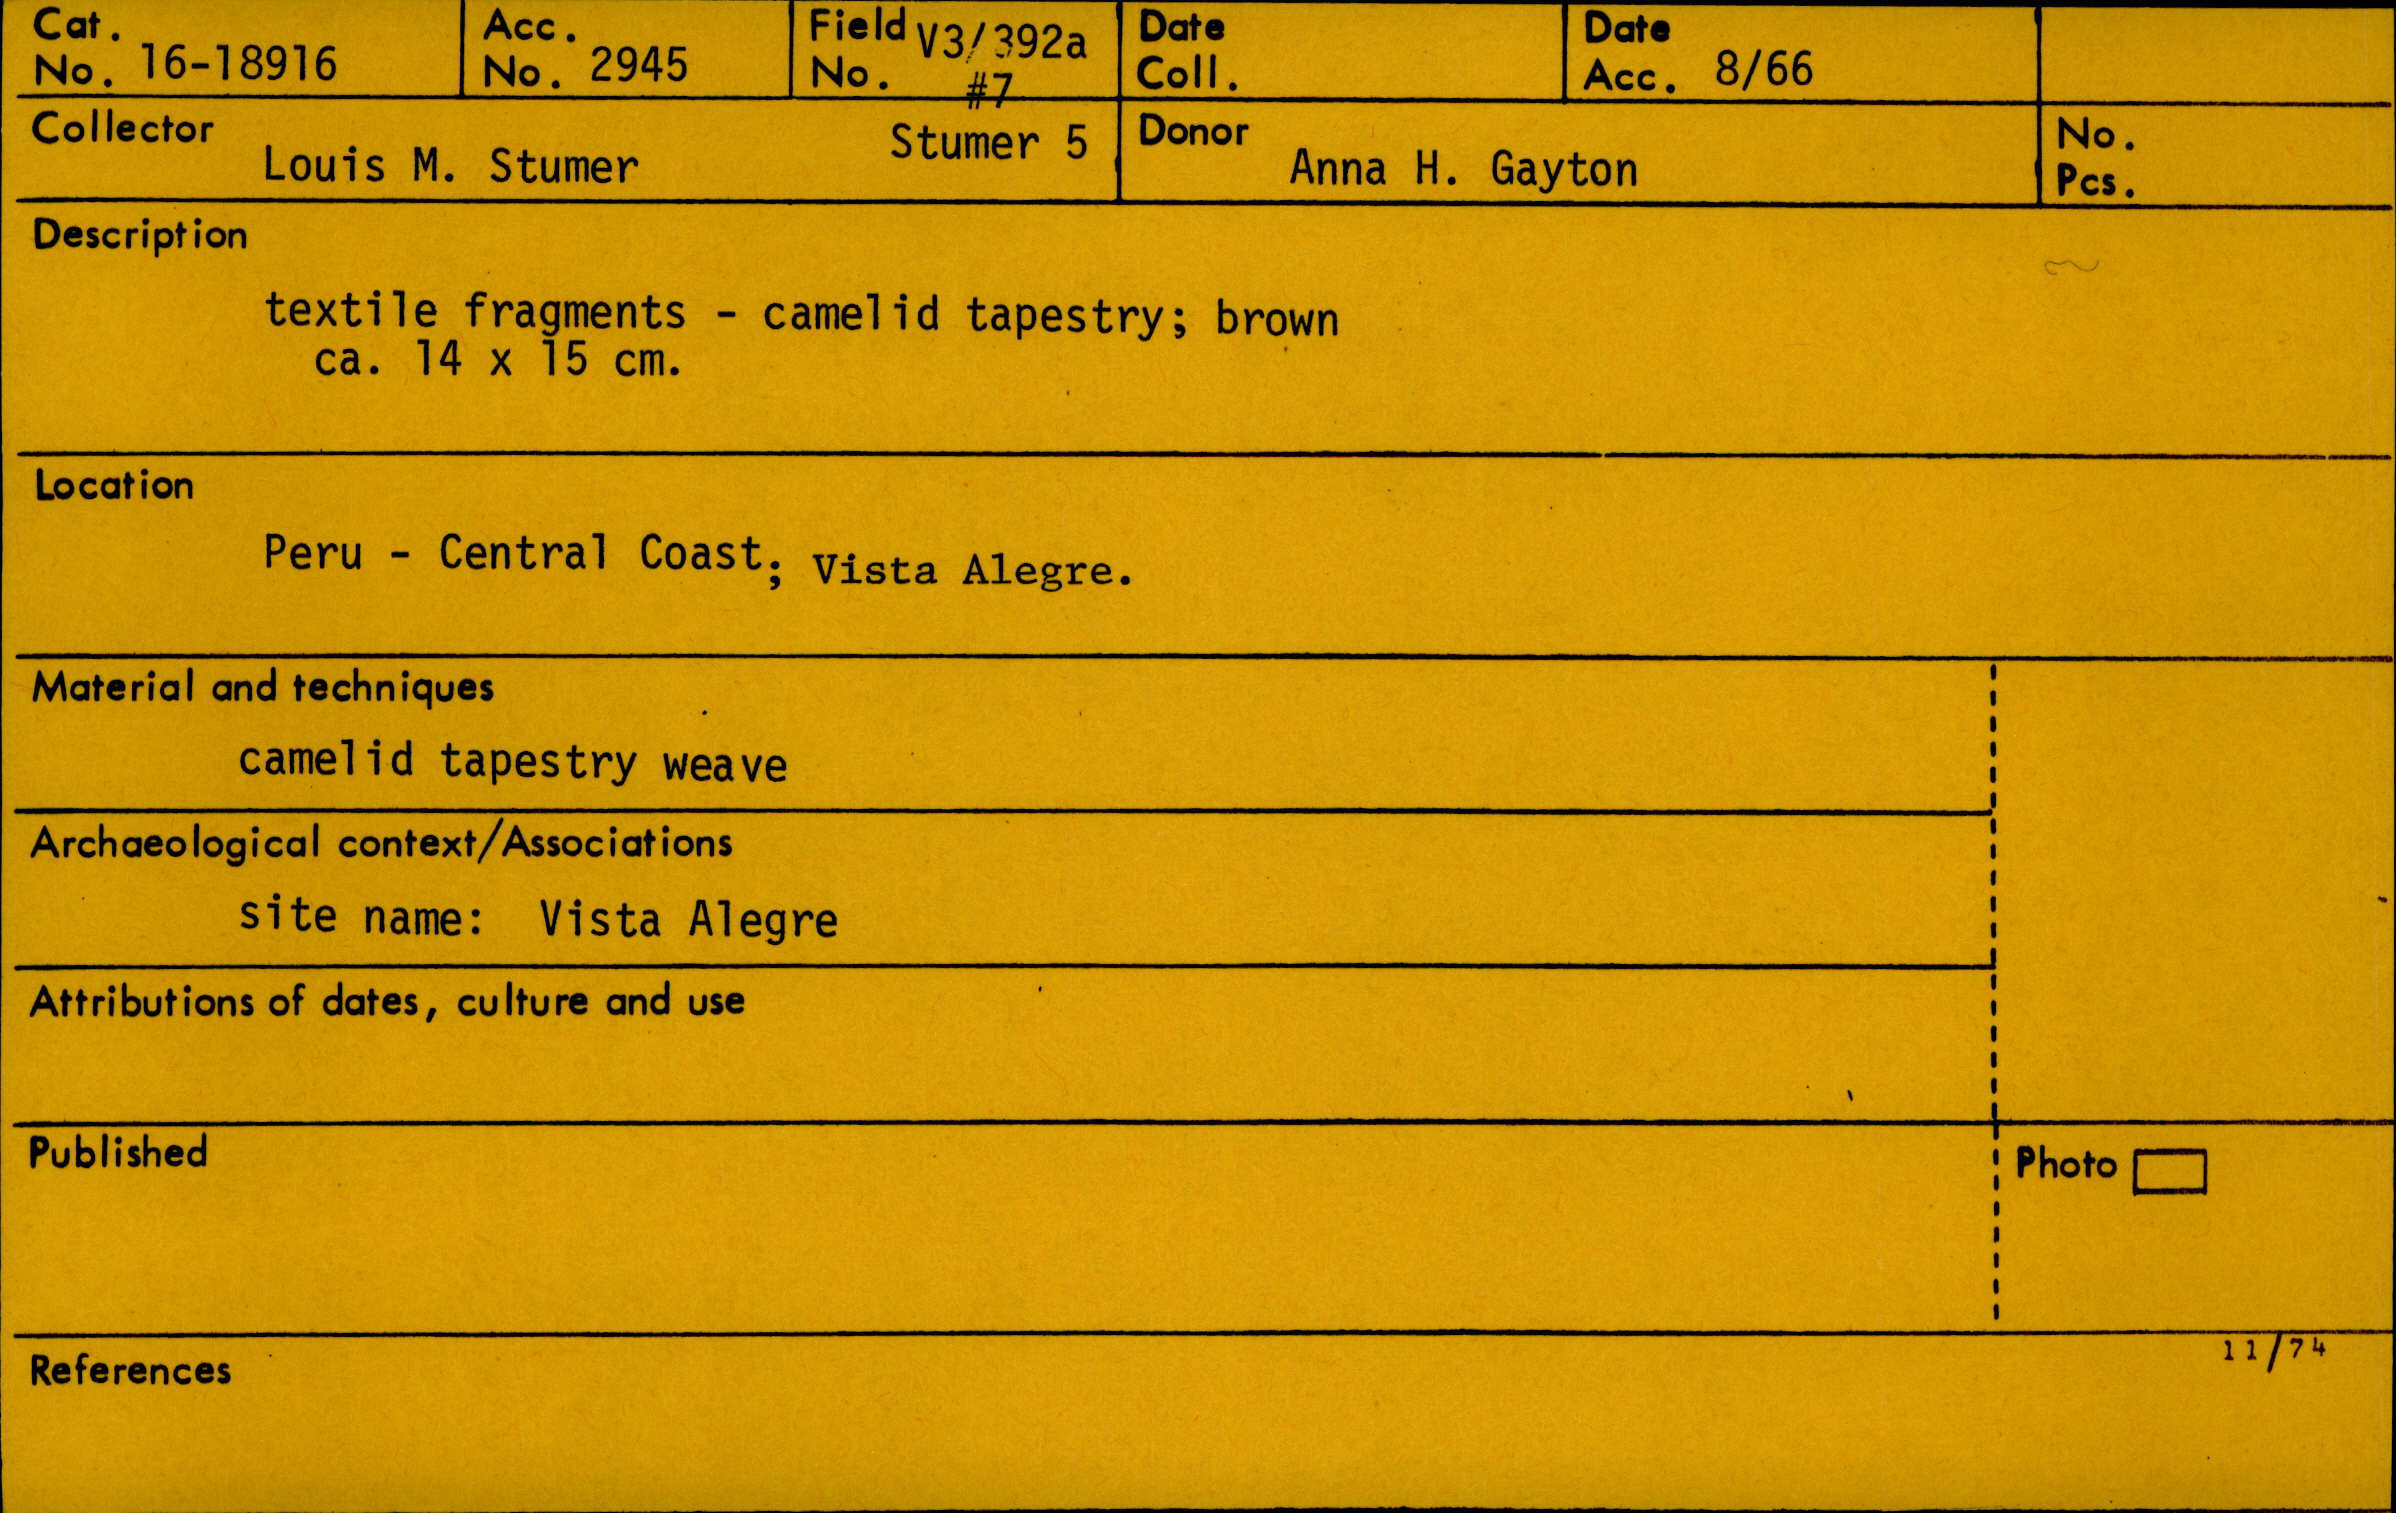 Cat. No. 16-18916
Acc. No. 2945
Field No. V3/392a #7
Date Coll.
Date Acc. 8/66
Collector Louis M. Stumer Stumer 5
Donor Anna H. Gayton
No. Pcs.
Description
textile fragments - camelid tapestry; brown
ca. 14 x 15 cm.
Location
Peru - Central Coast; Vista Alegre.
Material and techniques
camelid tapestry weave
Archaeological context/Associations
site name: Vista Alegre
Attributions of dates, culture and use
Published
Photo
11/74
References